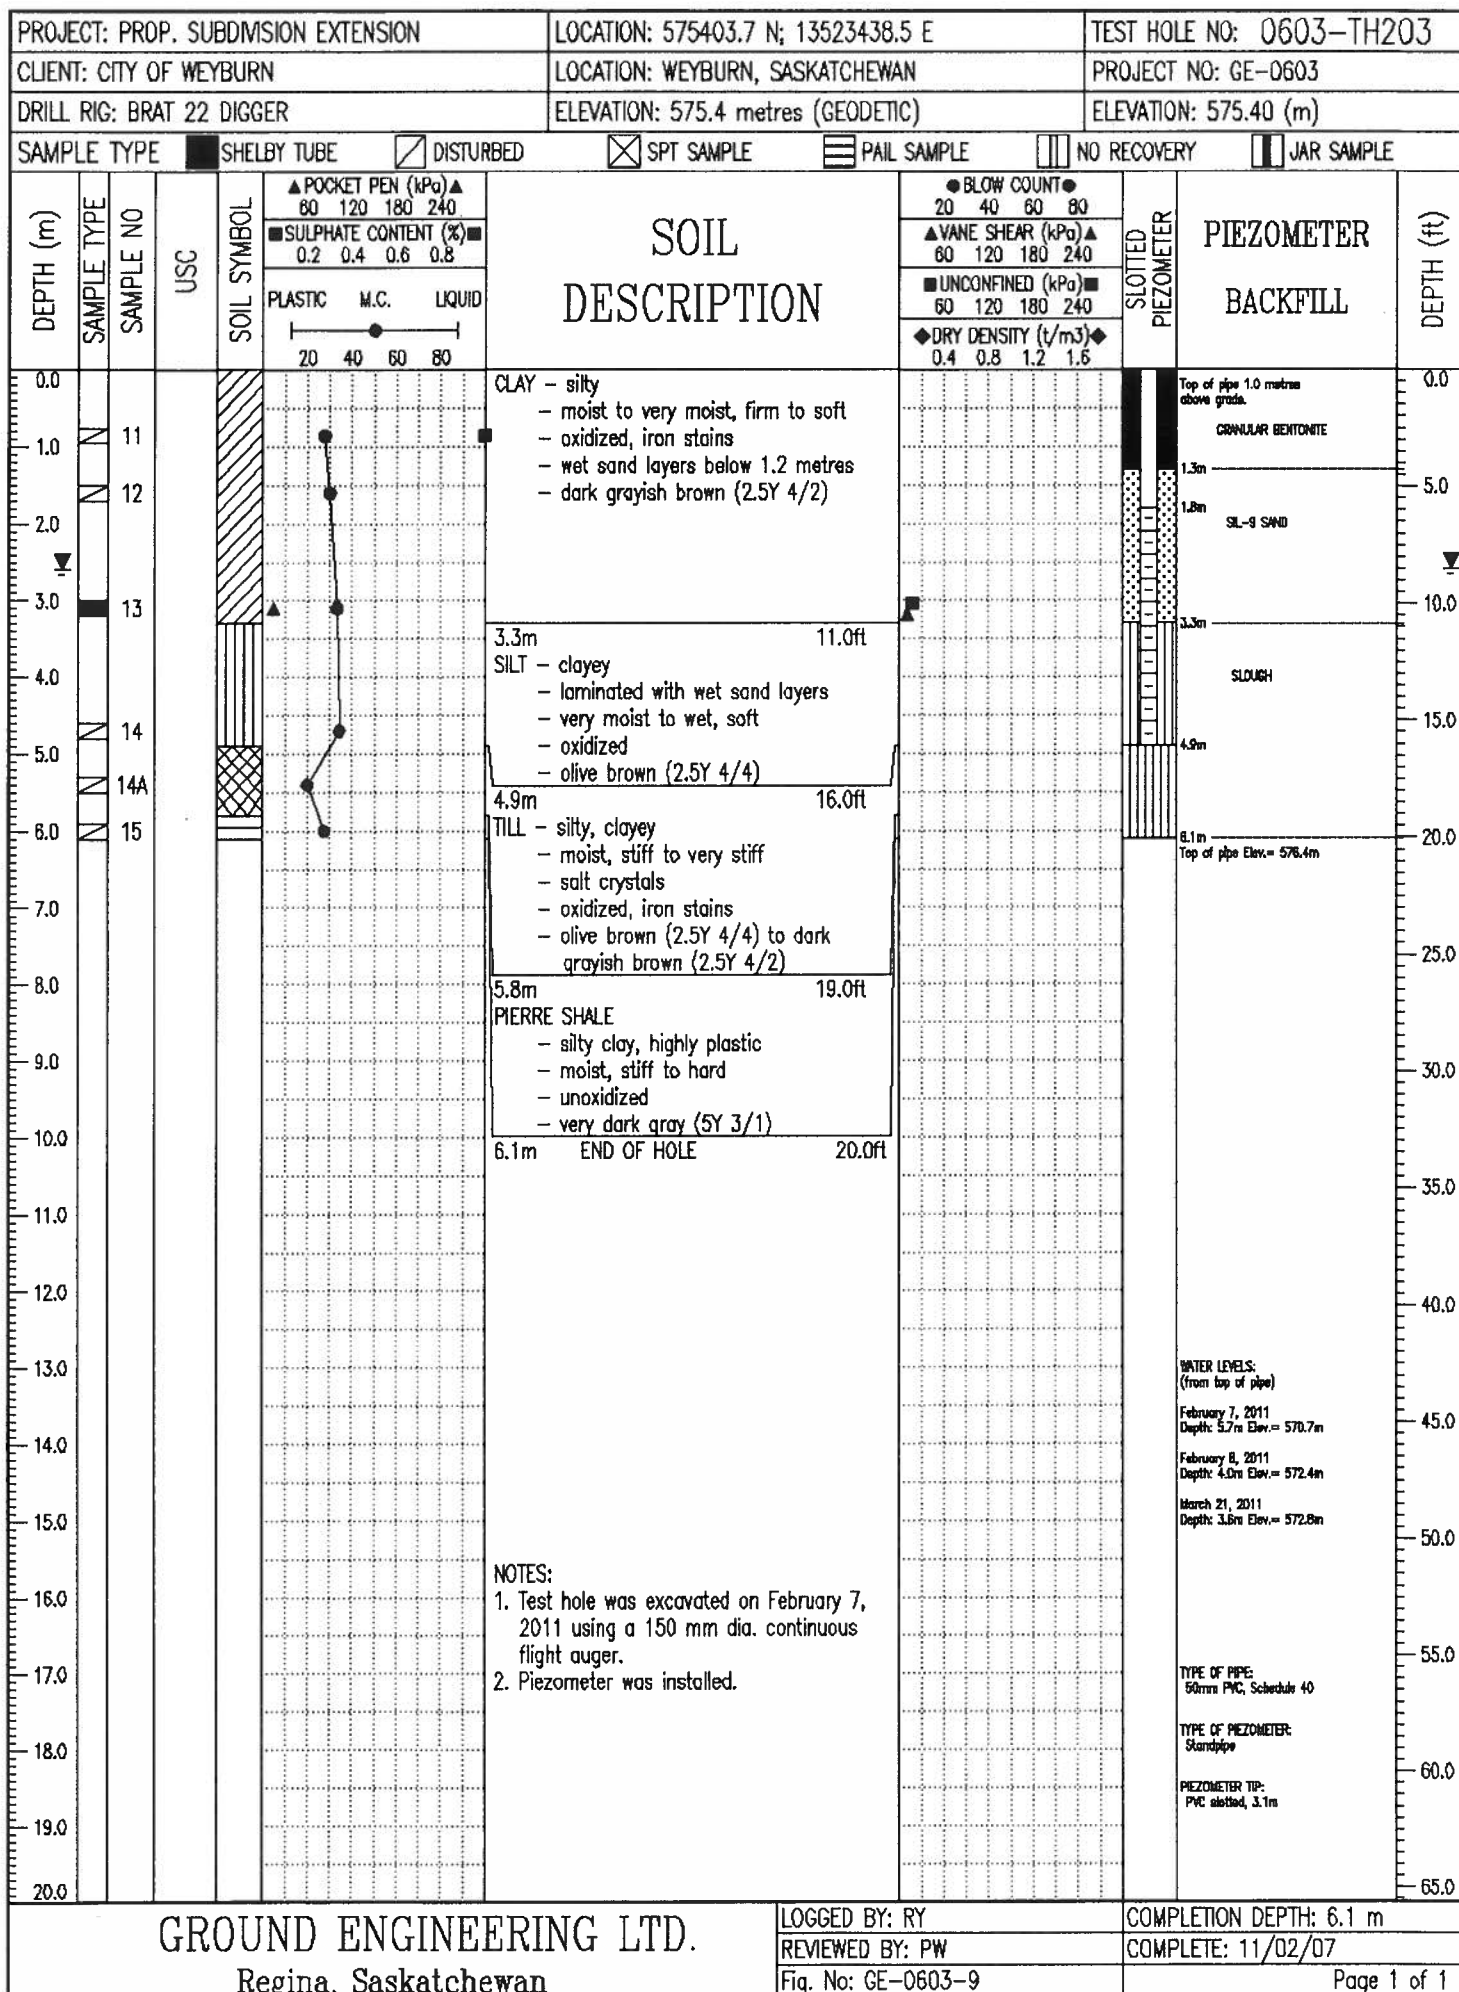 PROJECT: PROP. SUBDIVISION EXTENSION
LOCATION: 575403.7 N; 13523438.5 E
TEST HOLE NO: 0603-TH203
CLIENT: CITY OF WEYBURN
LOCATION: WEYBURN, SASKATCHEWAN
PROJECT NO: GE-0603
DRILL RIG: BRAT 22 DIGGER
ELEVATION: 575.4 metres (GEODETIC)
ELEVATION: 575.40 (m)
SAMPLE TYPE SHELBY TUBE DISTURBED SPT SAMPLE PAIL SAMPLE NO RECOVERY JAR SAMPLE
DEPTH (m)
SAMPLE TYPE
SAMPLE NO
USC
SOIL SYMBOL
▲POCKET PEN (kPa)▲
60 120 180 240
■SULPHATE CONTENT (%)■
0.2 0.4 0.6 0.8
PLASTIC M.C. LIQUID
20 40 60 80
SOIL
DESCRIPTION
●BLOW COUNT●
20 40 60 80
▲VANE SHEAR (kPa)▲
60 120 180 240
■UNCONFINED (kPa)■
60 120 180 240
◆DRY DENSITY (t/m3)◆
0.4 0.8 1.2 1.6
SLOTTED
PIEZOMETER
PIEZOMETER
BACKFILL
DEPTH (ft)
0.0
1.0
2.0
3.0
4.0
5.0
6.0
7.0
8.0
9.0
10.0
11.0
12.0
13.0
14.0
15.0
16.0
17.0
18.0
19.0
20.0
11
12
13
14
14A
15
CLAY - silty
- moist to very moist, firm to soft
- oxidized, iron stains
- wet sand layers below 1.2 metres
- dark grayish brown (2.5Y 4/2)
3.3m 11.0ft
SILT - clayey
- laminated with wet sand layers
- very moist to wet, soft
- oxidized
- olive brown (2.5Y 4/4)
4.9m 16.0ft
TILL - silty, clayey
- moist, stiff to very stiff
- salt crystals
- oxidized, iron stains
- olive brown (2.5Y 4/4) to dark
grayish brown (2.5Y 4/2)
5.8m 19.0ft
PIERRE SHALE
- silty clay, highly plastic
- moist, stiff to hard
- unoxidized
- very dark gray (5Y 3/1)
6.1m END OF HOLE 20.0ft
NOTES:
1. Test hole was excavated on February 7,
2011 using a 150 mm dia. continuous
flight auger.
2. Piezometer was installed.
Top of pipe 1.0 metres
above grade.
GRANULAR BENTONITE
1.3m
1.8m
SIL-9 SAND
3.3m
SLOUGH
4.9m
6.1m
Top of pipe Elev.= 576.4m
WATER LEVELS:
(from top of pipe)
February 7, 2011
Depth: 5.7m Elev.= 570.7m
February 8, 2011
Depth: 4.0m Elev.= 572.4m
March 21, 2011
Depth: 3.6m Elev.= 572.8m
TYPE OF PIPE:
50mm PVC, Schedule 40
TYPE OF PIEZOMETER:
Standpipe
PIEZOMETER TIP:
PVC slotted, 3.1m
0.0
5.0
10.0
15.0
20.0
25.0
30.0
35.0
40.0
45.0
50.0
55.0
60.0
65.0
GROUND ENGINEERING LTD.
Regina, Saskatchewan
LOGGED BY: RY
COMPLETION DEPTH: 6.1 m
REVIEWED BY: PW
COMPLETE: 11/02/07
Fig. No: GE-0603-9
Page 1 of 1